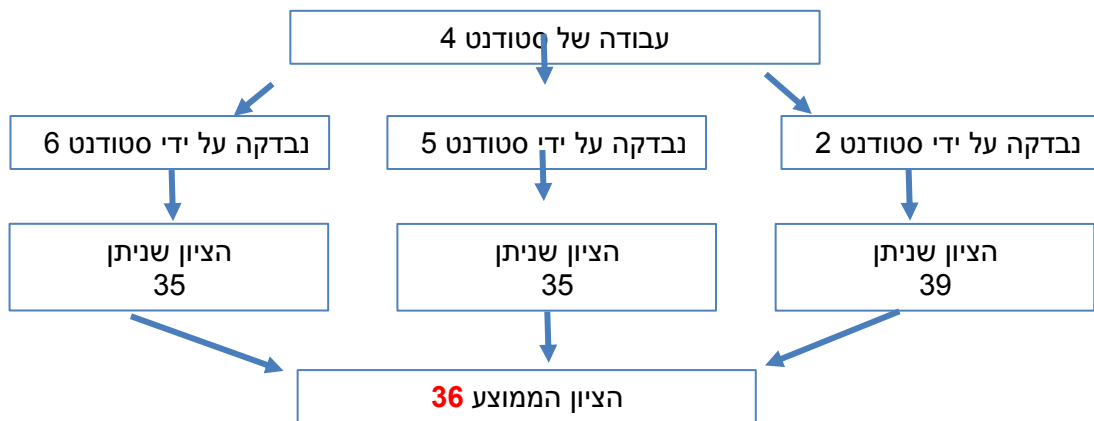 עבודה של סטודנט 4
נבדקה על ידי סטודנט 2
נבדקה על ידי סטודנט 5
נבדקה על ידי סטודנט 6
הציון שניתן
39
הציון שניתן
35
הציון שניתן
35
הציון הממוצע 36